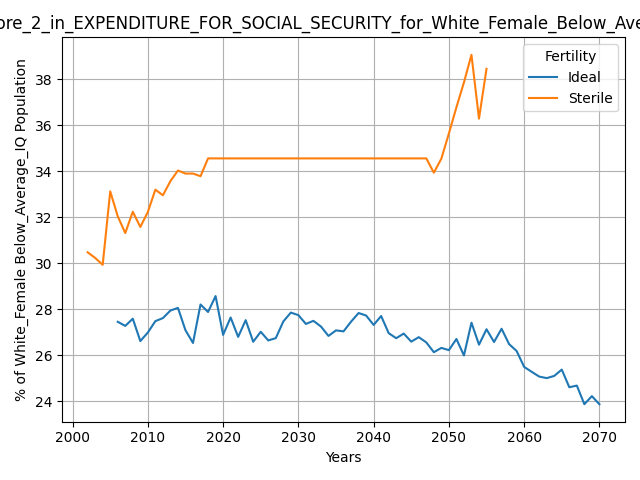 ore_2_in_EXPENDITURE_FOR_SOCIAL_SECURITY_for_White_Female_Below_Ave
% of White_Female Below_Average_IQ Population
38
36
34
32
30
28
26
24
Fertility
Ideal
Sterile
2000 2010 2020 2030 2040 2050 2060 2070
Years